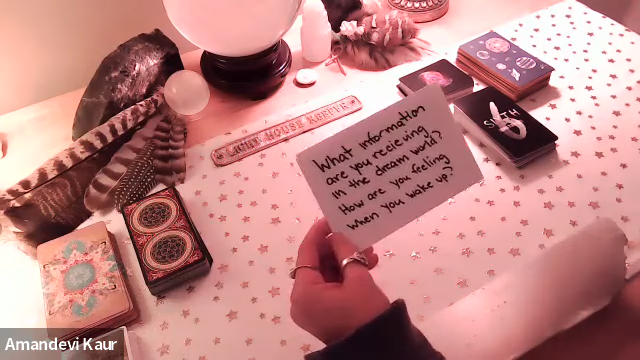 LIGHT HOUSE KEEPER
What information
are you recieving
in the dream world?
How are you feeling
when you wake up?
Amandevi Kaur